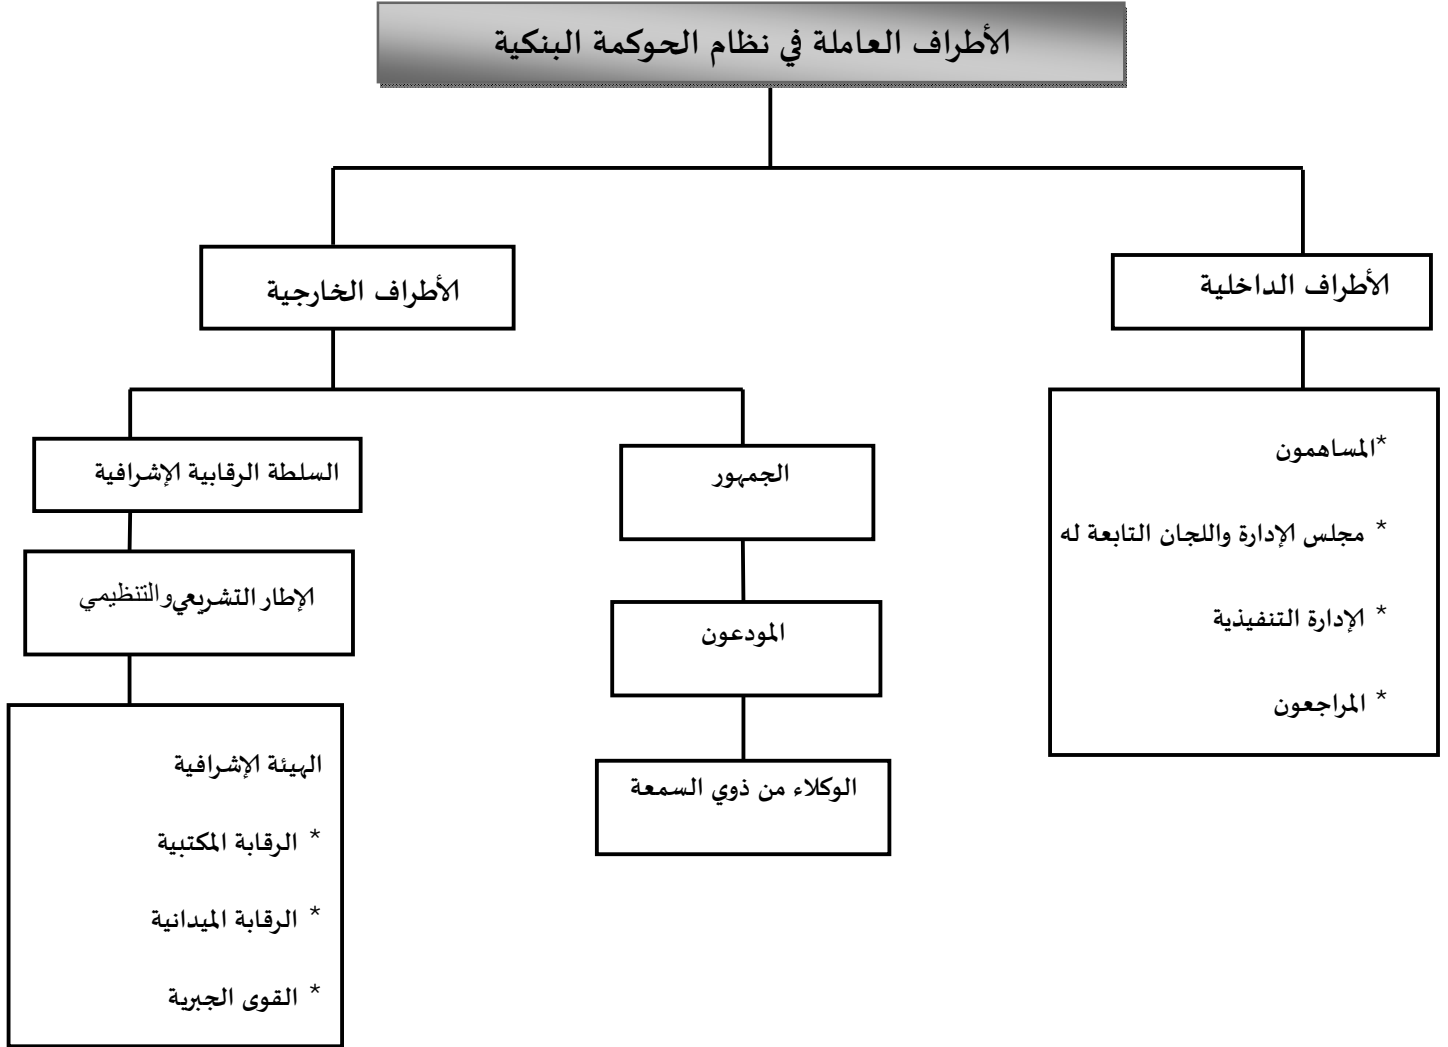 الأطراف العاملة في نظام الحوكمة البنكية
الأطراف الداخلية
*المساهمون
* مجلس الإدارة واللجان التابعة له
* الإدارة التنفيذية
* المراجعون
الأطراف الخارجية
الجمهور
المودعون
الوكلاء من ذوي السمعة
السلطة الرقابية الإشرافية
الإطار التشريعي والتنظيمي
الهيئة الإشرافية
* الرقابة المكتبية
* الرقابة الميدانية
* القوى الجبرية